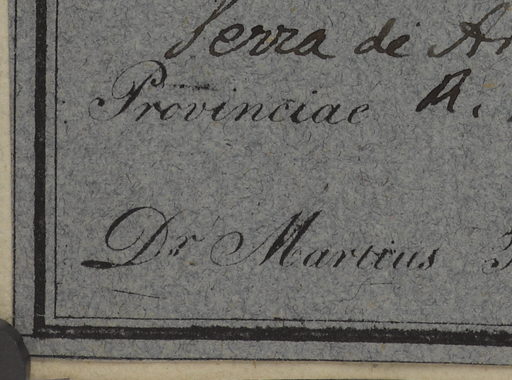 Serra de
Provinciae R.
Dr Martius